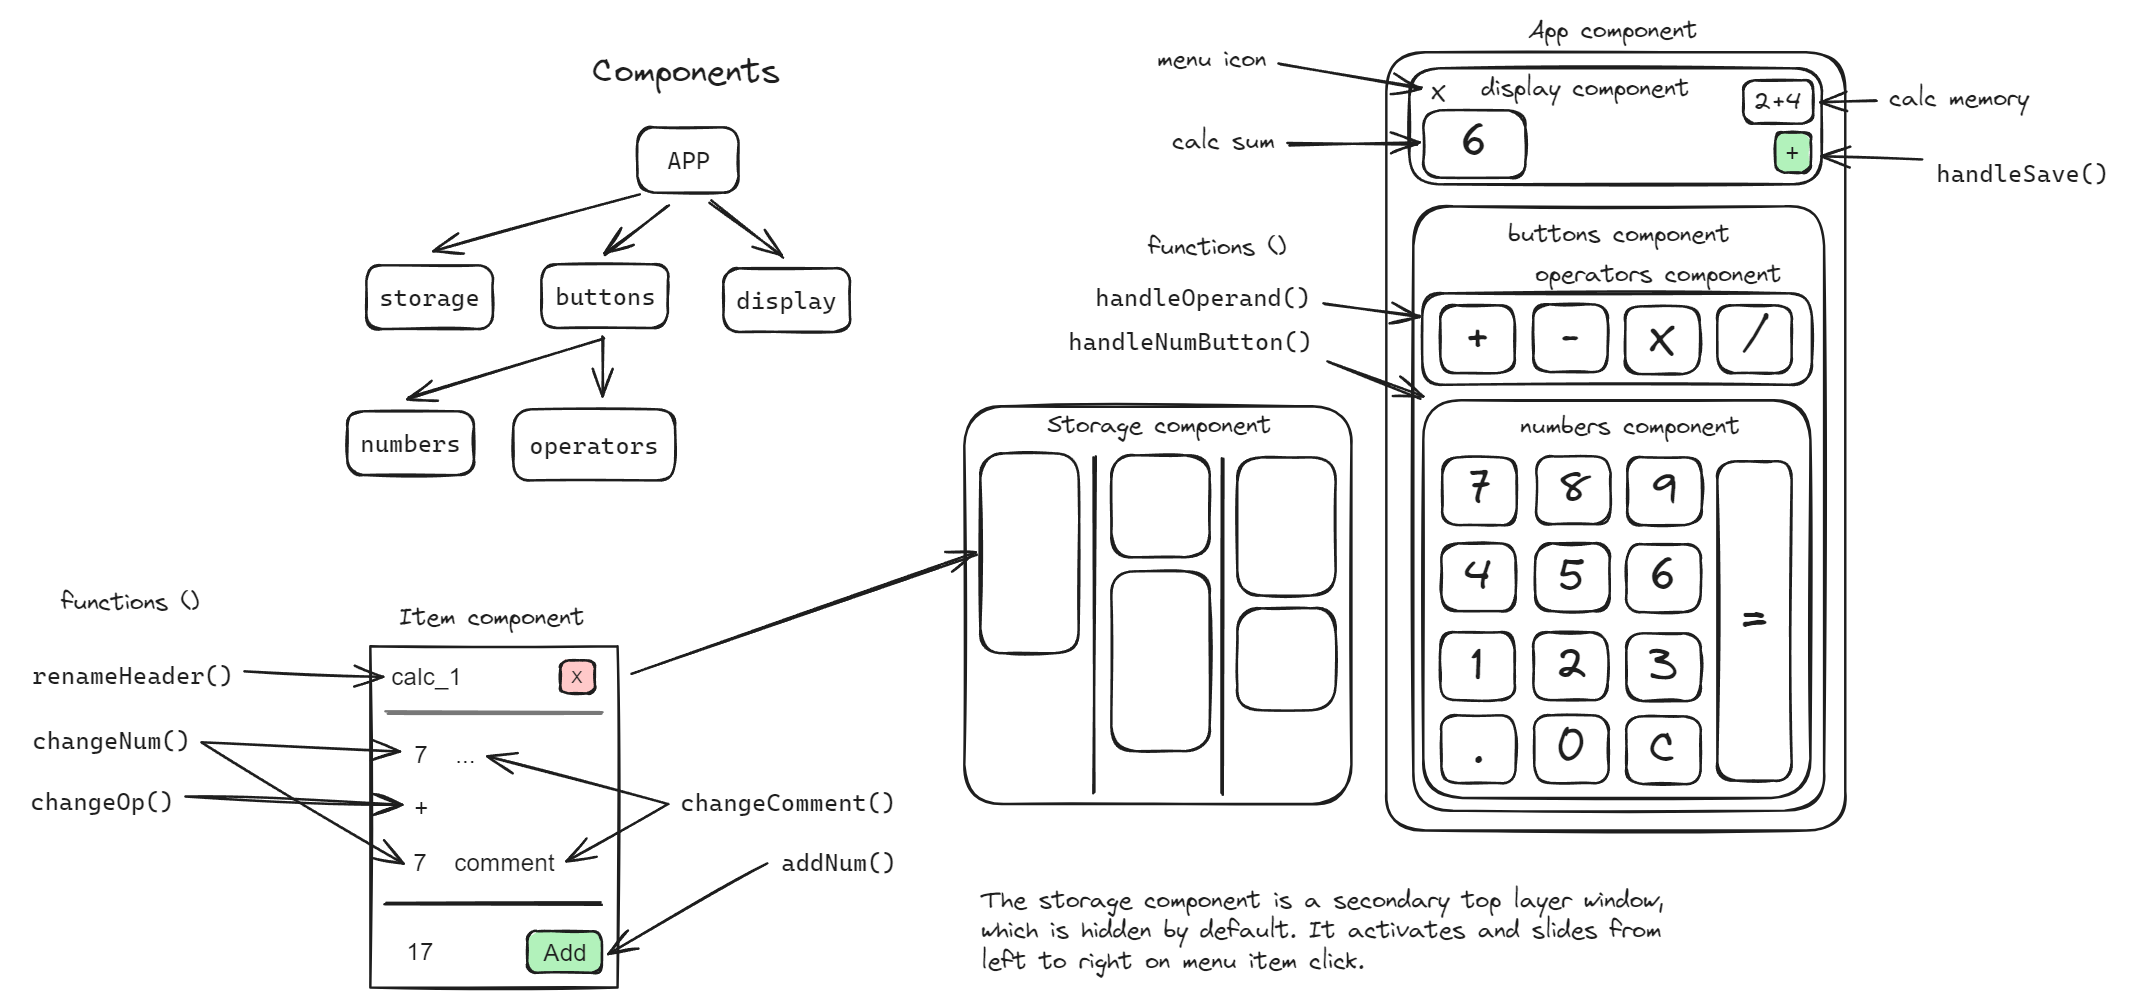 Components
APP
storage
buttons
display
numbers
operators
functions ()
Item component
renameHeader()
calc_1
x
changeNum()
7 ...
changeOp()
+
changeComment()
7 comment
addNum()
17
Add
Storage component
App component
menu icon
x
display component
2+4
calc memory
calc sum
6
+
handleSave()
functions ()
buttons component
operators component
handleOperand()
+ - X /
handleNumButton()
numbers component
7 8 9
4 5 6
=
1 2 3
. 0 C
The storage component is a secondary top layer window,
which is hidden by default. It activates and slides from
left to right on menu item click.